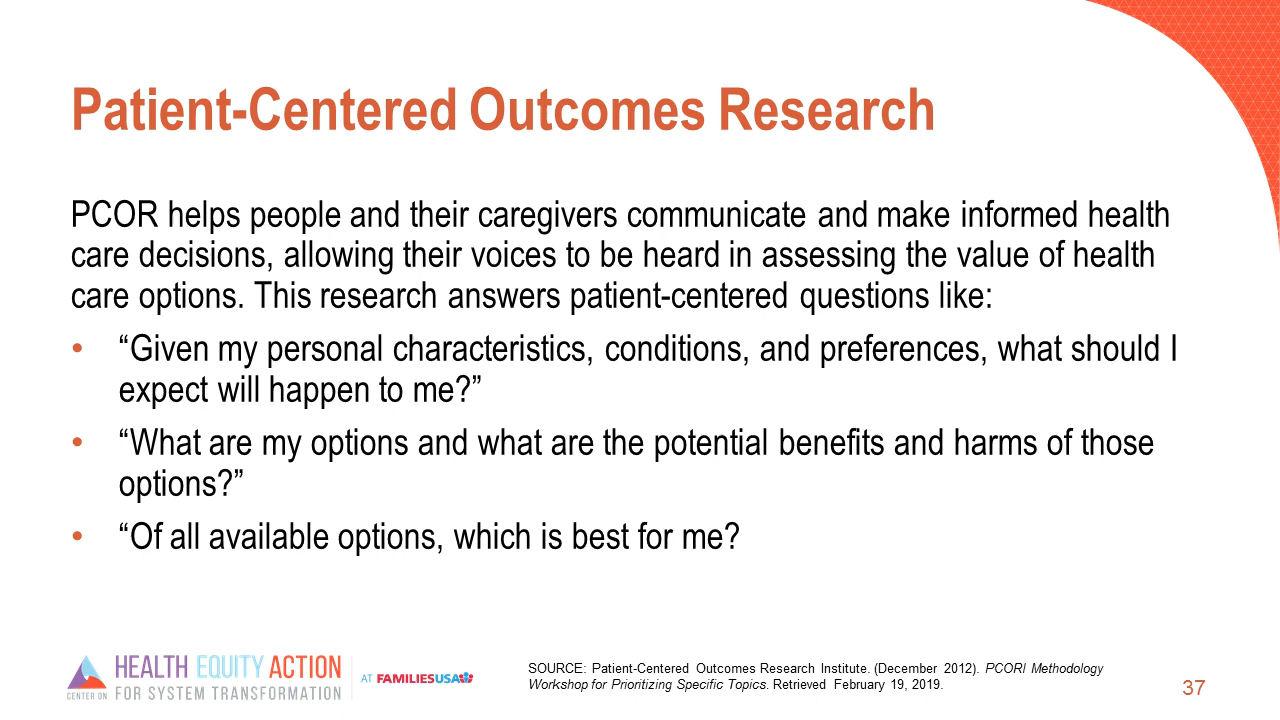 Patient-Centered Outcomes Research
PCOR helps people and their caregivers communicate and make informed health
care decisions, allowing their voices to be heard in assessing the value of health
care options. This research answers patient-centered questions like:
• “Given my personal characteristics, conditions, and preferences, what should I
expect will happen to me?”
• “What are my options and what are the potential benefits and harms of those
options?”
• “Of all available options, which is best for me?
HEALTH EQUITY ACTION
CENTER ON FOR SYSTEM TRANSFORMATION
AT FAMILIESUSA
SOURCE: Patient-Centered Outcomes Research Institute. (December 2012). PCORI Methodology
Workshop for Prioritizing Specific Topics. Retrieved February 19, 2019.
37